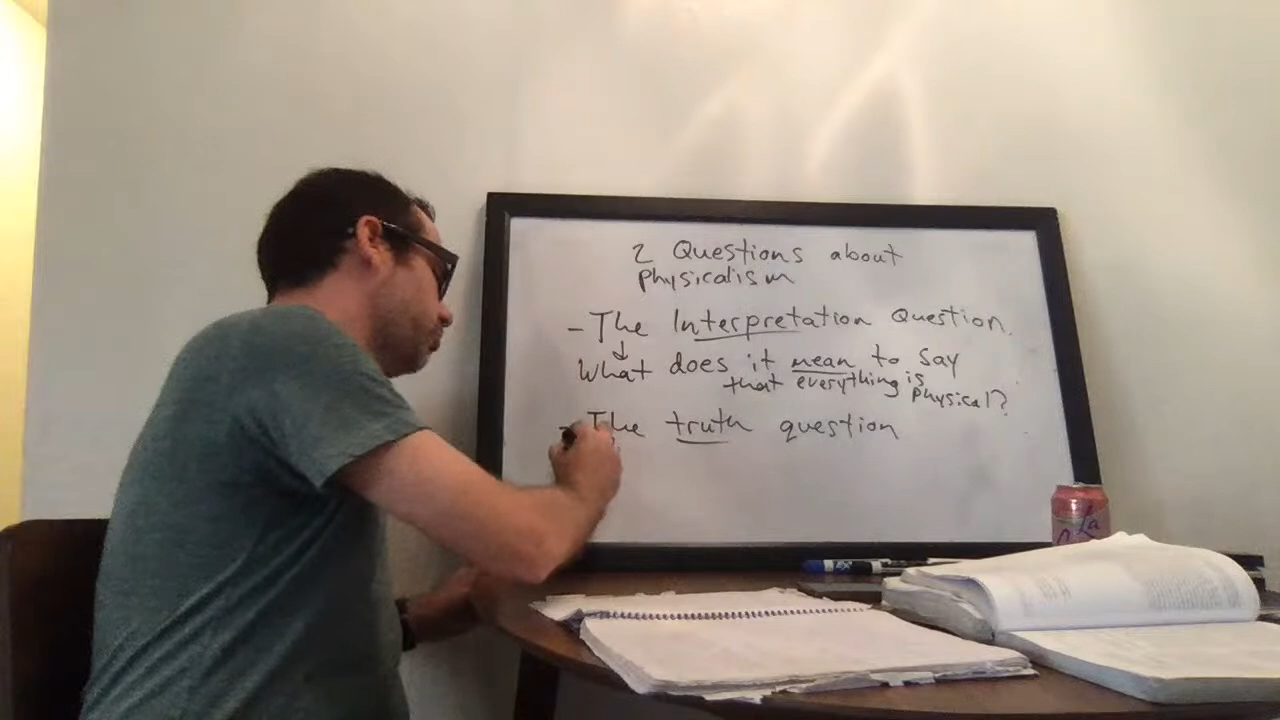 2 Questions about
Physicalism
- The Interpretation Question.
↓
What does it mean to say
that everything is
physical?
- The truth question
La